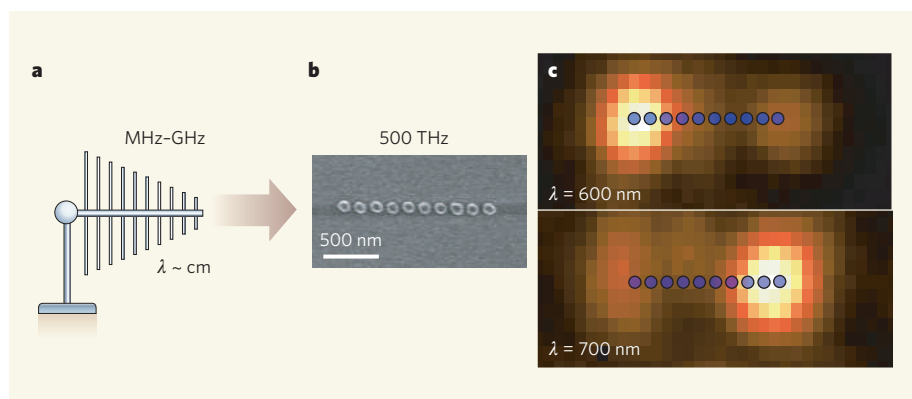 a
MHz–GHz
λ ~ cm
b
500 THz
500 nm
c
λ = 600 nm
λ = 700 nm